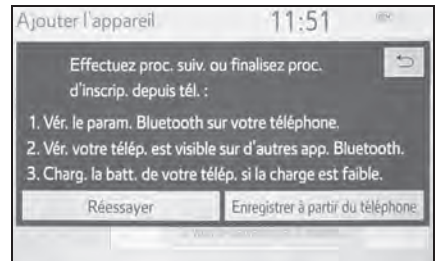 Ajouter l'appareil 11:51
Effectuez proc. suiv. ou finalisez proc.
d'inscrip. depuis tél. :
1. Vér. le param. Bluetooth sur votre téléphone.
2. Vér. votre télép. est visible sur d'autres app. Bluetooth.
3. Charg. la batt. de votre télép. si la charge est faible.
Réessayer Enregistrer à partir du téléphone